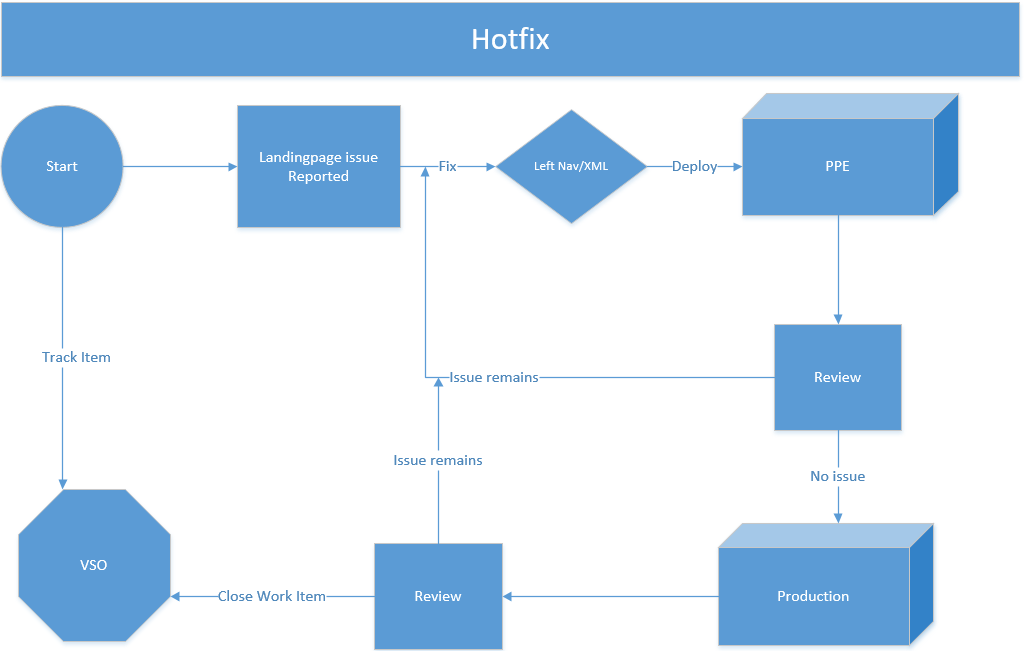 Hotfix
Start
Landingpage issue
Reported
Fix
Left Nav/XML
Deploy
PPE
Track Item
Issue remains
Review
Issue remains
No issue
VSO
Close Work Item
Review
Production